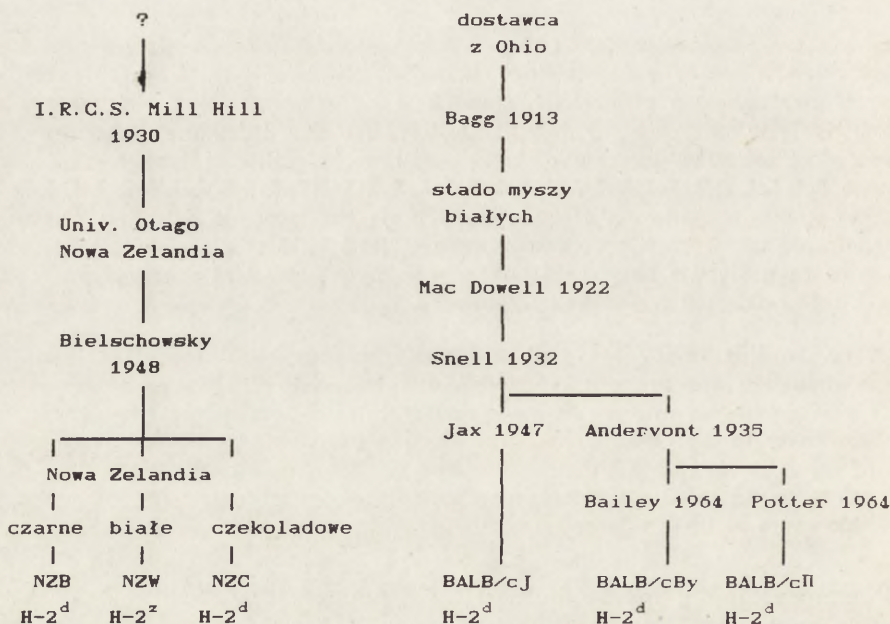 ?
I.R.C.S. Mill Hill
1930
Univ. Otago
Nowa Zelandia
Bielschowsky
1948
Nowa Zelandia
czarne białe czekoladowe
NZB NZW NZC
H-2ᵈ H-2ᶻ H-2ᵈ
dostawca
z Ohio
Bagg 1913
stado myszy
białych
Mac Dowell 1922
Snell 1932
Jax 1947 Andervont 1935
Bailey 1964 Potter 1964
BALB/cJ BALB/cBy BALB/cΠ
H-2ᵈ H-2ᵈ H-2ᵈ